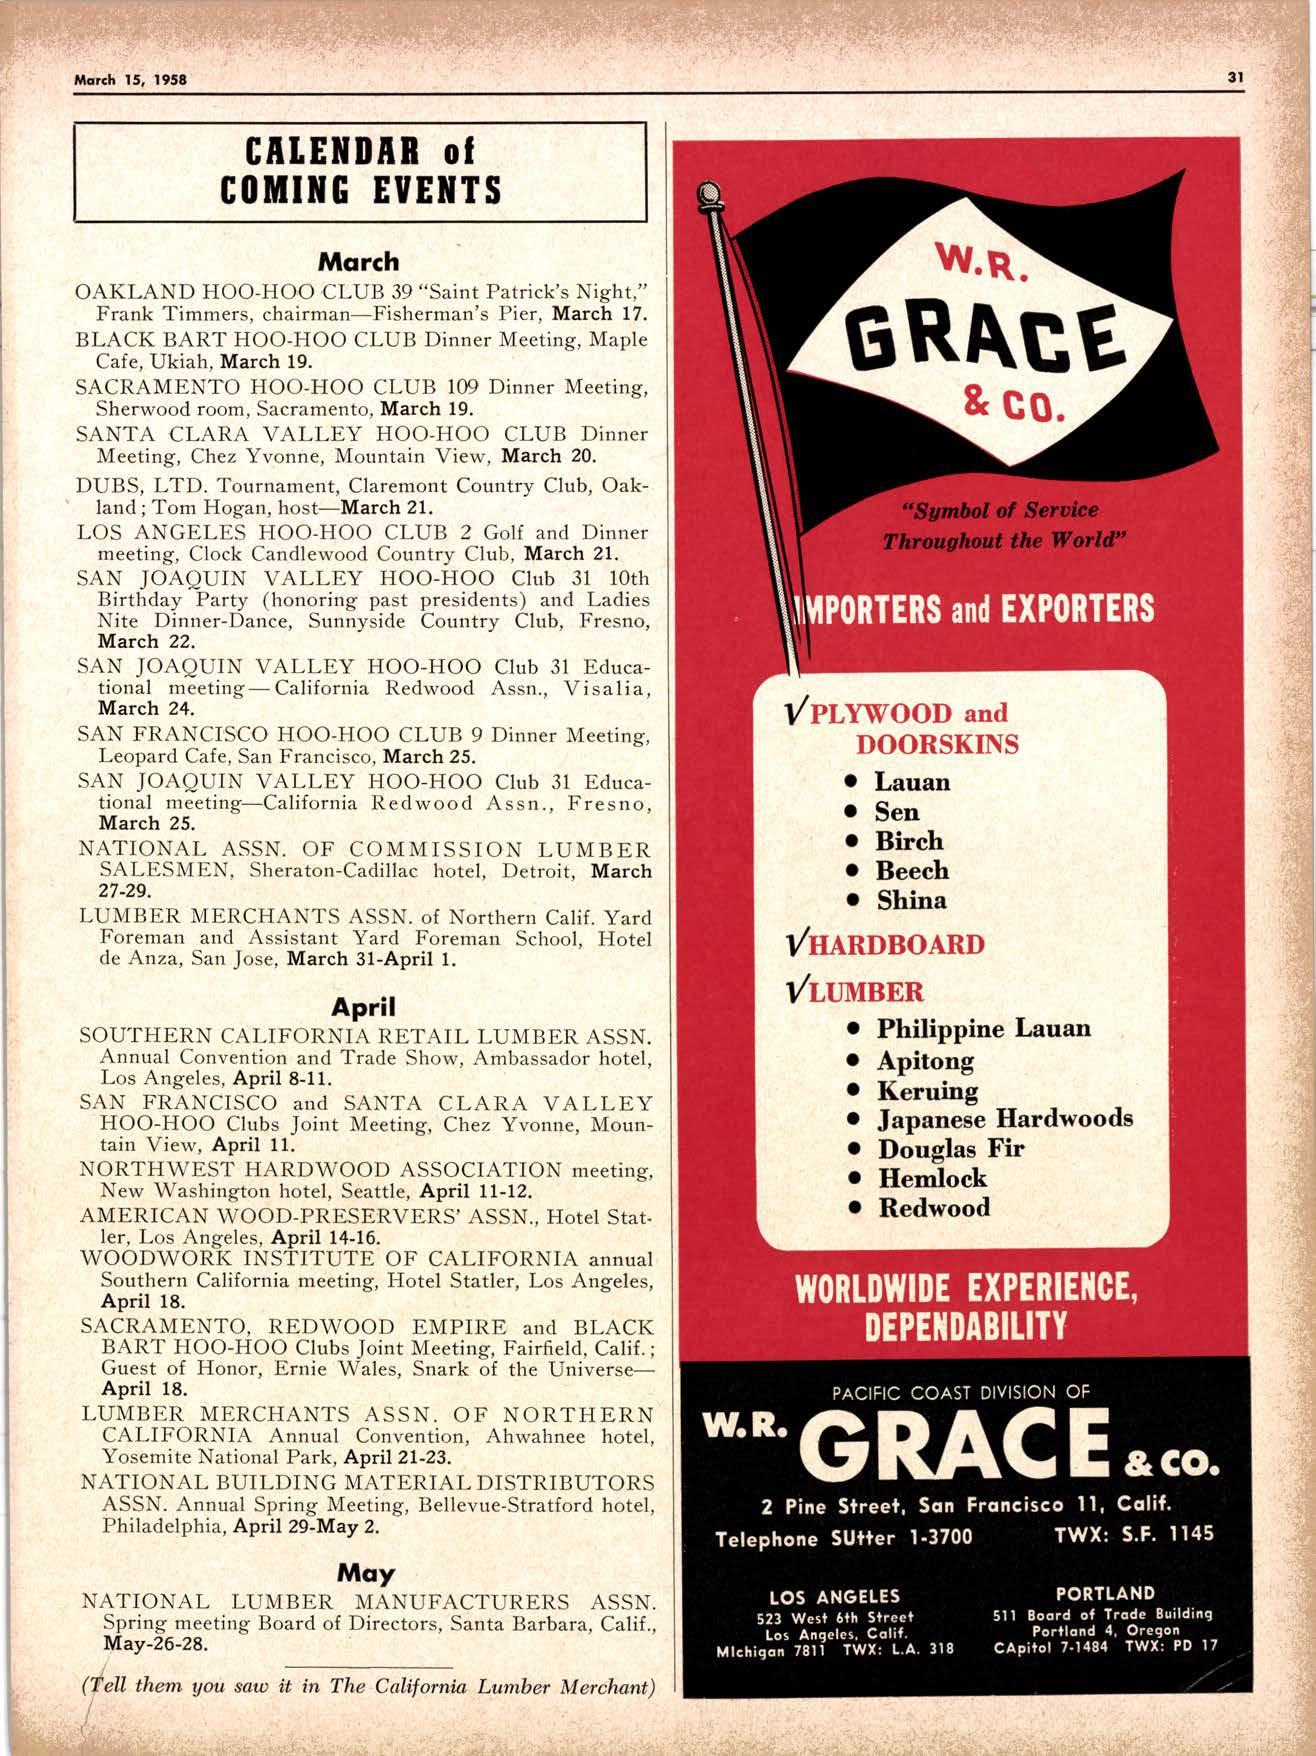 March 15, 1958
31
CALENDAR of
COMING EVENTS
March
OAKLAND HOO-HOO CLUB 39 “Saint Patrick’s Night,”
Frank Timmers, chairman—Fisherman’s Pier, March 17.
BLACK BART HOO-HOO CLUB Dinner Meeting, Maple
Cafe, Ukiah, March 19.
SACRAMENTO HOO-HOO CLUB 109 Dinner Meeting,
Sherwood room, Sacramento, March 19.
SANTA CLARA VALLEY HOO-HOO CLUB Dinner
Meeting, Chez Yvonne, Mountain View, March 20.
DUBS, LTD. Tournament, Claremont Country Club, Oak-
land; Tom Hogan, host—March 21.
LOS ANGELES HOO-HOO CLUB 2 Golf and Dinner
meeting, Clock Candlewood Country Club, March 21.
SAN JOAQUIN VALLEY HOO-HOO Club 31 10th
Birthday Party (honoring past presidents) and Ladies
Nite Dinner-Dance, Sunnyside Country Club, Fresno,
March 22.
SAN JOAQUIN VALLEY HOO-HOO Club 31 Educa-
tional meeting—California Redwood Assn., Visalia,
March 24.
SAN FRANCISCO HOO-HOO CLUB 9 Dinner Meeting,
Leopard Cafe, San Francisco, March 25.
SAN JOAQUIN VALLEY HOO-HOO Club 31 Educa-
tional meeting—California Redwood Assn., Fresno,
March 25.
NATIONAL ASSN. OF COMMISSION LUMBER
SALESMEN, Sheraton-Cadillac hotel, Detroit, March
27-29.
LUMBER MERCHANTS ASSN. of Northern Calif. Yard
Foreman and Assistant Yard Foreman School, Hotel
de Anza, San Jose, March 31-April 1.
April
SOUTHERN CALIFORNIA RETAIL LUMBER ASSN.
Annual Convention and Trade Show, Ambassador hotel,
Los Angeles, April 8-11.
SAN FRANCISCO and SANTA CLARA VALLEY
HOO-HOO Clubs Joint Meeting, Chez Yvonne, Moun-
tain View, April 11.
NORTHWEST HARDWOOD ASSOCIATION meeting,
New Washington hotel, Seattle, April 11-12.
AMERICAN WOOD-PRESERVERS’ ASSN., Hotel Stat-
ler, Los Angeles, April 14-16.
WOODWORK INSTITUTE OF CALIFORNIA annual
Southern California meeting, Hotel Statler, Los Angeles,
April 18.
SACRAMENTO, REDWOOD EMPIRE and BLACK
BART HOO-HOO Clubs Joint Meeting, Fairfield, Calif.;
Guest of Honor, Ernie Wales, Snark of the Universe—
April 18.
LUMBER MERCHANTS ASSN. OF NORTHERN
CALIFORNIA Annual Convention, Ahwahnee hotel,
Yosemite National Park, April 21-23.
NATIONAL BUILDING MATERIAL DISTRIBUTORS
ASSN. Annual Spring Meeting, Bellevue-Stratford hotel,
Philadelphia, April 29-May 2.
May
NATIONAL LUMBER MANUFACTURERS ASSN.
Spring meeting Board of Directors, Santa Barbara, Calif.,
May-26-28.
(Tell them you saw it in The California Lumber Merchant)
W.R.
GRACE
& CO.
“Symbol of Service
Throughout the World”
IMPORTERS and EXPORTERS
√ PLYWOOD and
DOORSKINS
• Lauan
• Sen
• Birch
• Beech
• Shina
√ HARDBOARD
√ LUMBER
• Philippine Lauan
• Apitong
• Keruing
• Japanese Hardwoods
• Douglas Fir
• Hemlock
• Redwood
WORLDWIDE EXPERIENCE,
DEPENDABILITY
PACIFIC COAST DIVISION OF
W.R. GRACE & CO.
2 Pine Street, San Francisco 11, Calif.
Telephone SUtter 1-3700 TWX: S.F. 1145
LOS ANGELES
523 West 6th Street
Los Angeles, Calif.
MIchigan 7811 TWX: L.A. 318
PORTLAND
511 Board of Trade Building
Portland 4, Oregon
CApitol 7-1484 TWX: PD 17